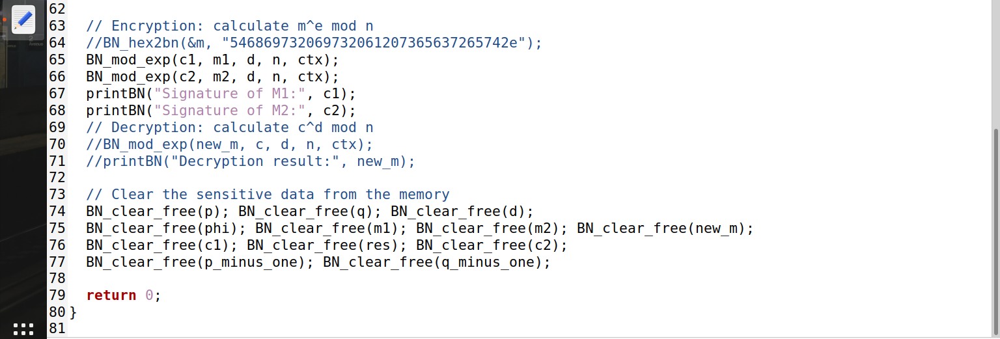 62
63 // Encryption: calculate m^e mod n
64 //BN_hex2bn(&m, "54686973206973206120736563​7265742e");
65 BN_mod_exp(c1, m1, d, n, ctx);
66 BN_mod_exp(c2, m2, d, n, ctx);
67 printBN("Signature of M1:", c1);
68 printBN("Signature of M2:", c2);
69 // Decryption: calculate c^d mod n
70 //BN_mod_exp(new_m, c, d, n, ctx);
71 //printBN("Decryption result:", new_m);
72
73 // Clear the sensitive data from the memory
74 BN_clear_free(p); BN_clear_free(q); BN_clear_free(d);
75 BN_clear_free(phi); BN_clear_free(m1); BN_clear_free(m2); BN_clear_free(new_m);
76 BN_clear_free(c1); BN_clear_free(res); BN_clear_free(c2);
77 BN_clear_free(p_minus_one); BN_clear_free(q_minus_one);
78
79 return 0;
80 }
81